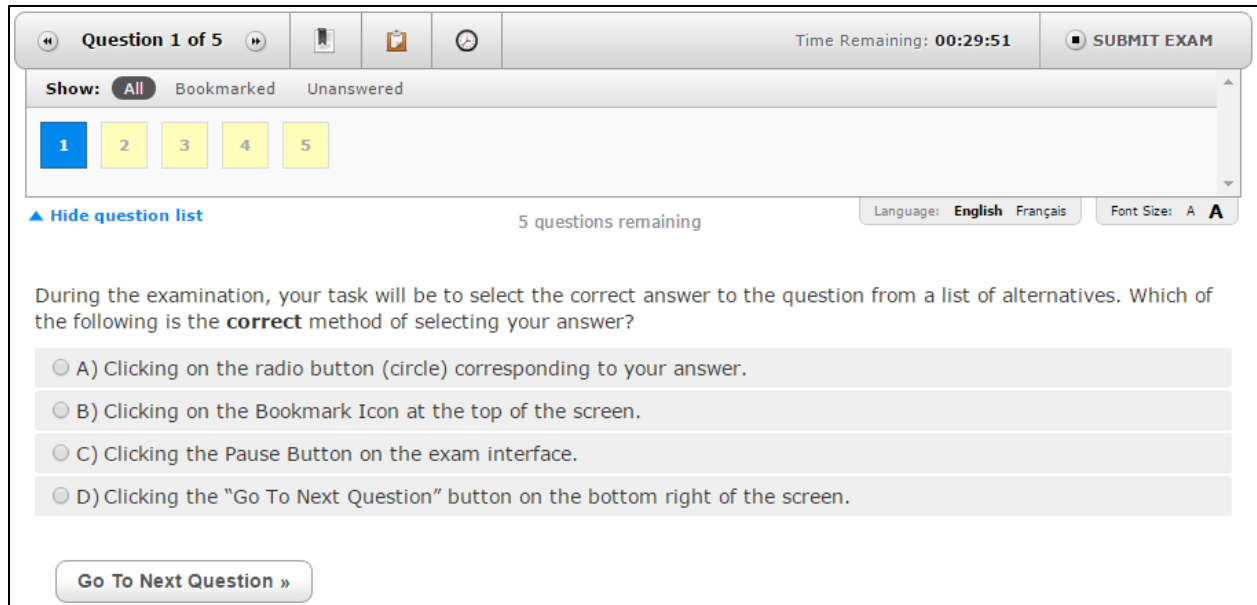 Question 1 of 5
Time Remaining: 00:29:51
SUBMIT EXAM
Show: All Bookmarked Unanswered
1 2 3 4 5
Hide question list
5 questions remaining
Language: English Français
Font Size: A A
During the examination, your task will be to select the correct answer to the question from a list of alternatives. Which of
the following is the correct method of selecting your answer?
A) Clicking on the radio button (circle) corresponding to your answer.
B) Clicking on the Bookmark Icon at the top of the screen.
C) Clicking the Pause Button on the exam interface.
D) Clicking the “Go To Next Question” button on the bottom right of the screen.
Go To Next Question »